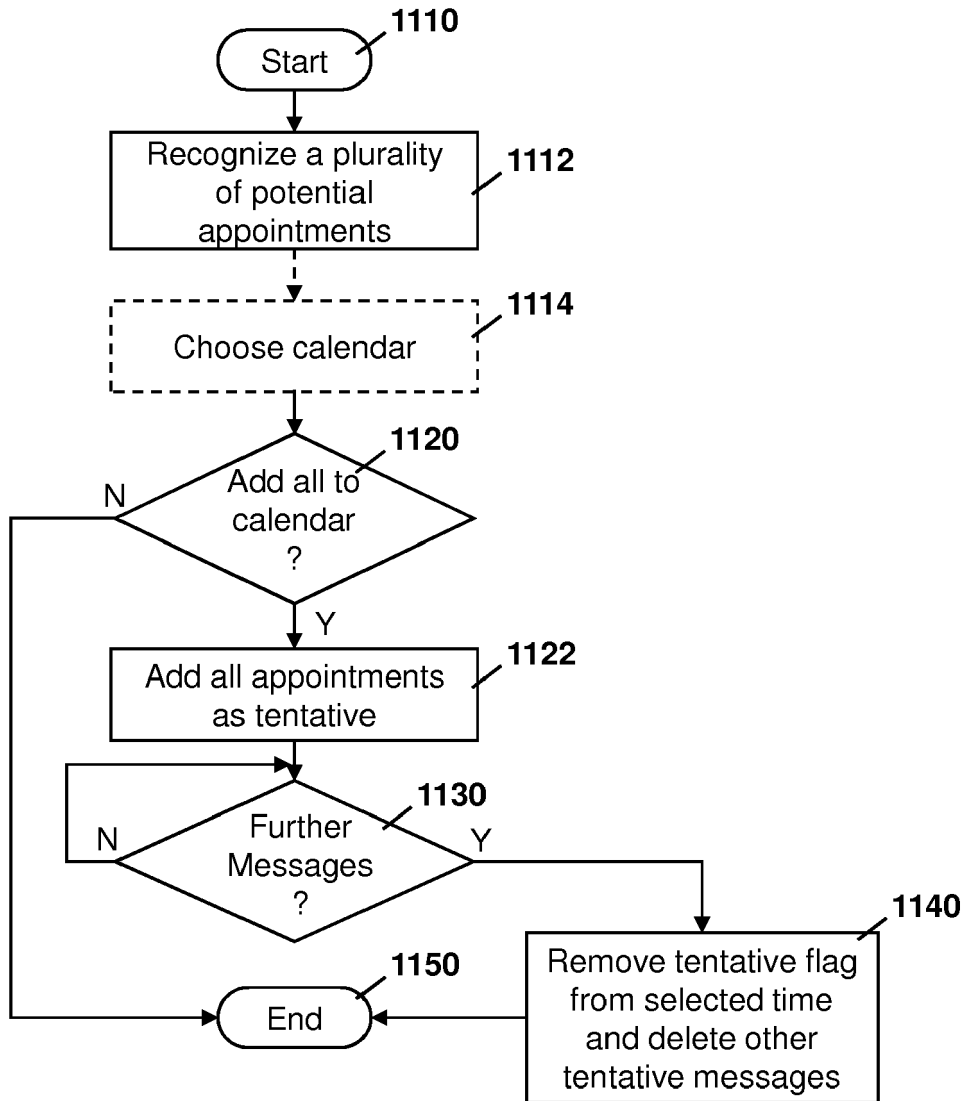 1110
Start
Recognize a plurality
of potential
appointments
1112
1114
Choose calendar
1120
N
Add all to
calendar
?
Y
1122
Add all appointments
as tentative
1130
N
Further
Messages
?
Y
1140
Remove tentative flag
from selected time
and delete other
tentative messages
1150
End